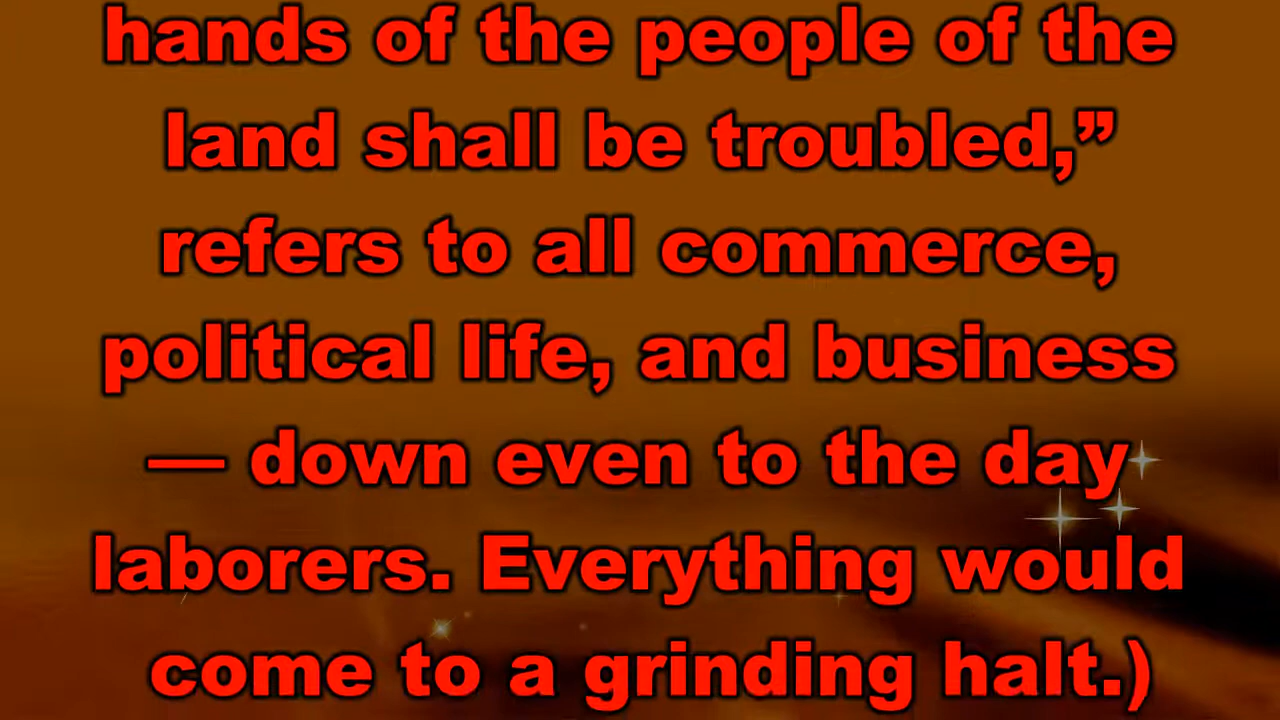 hands of the people of the
land shall be troubled,”
refers to all commerce,
political life, and business
— down even to the day
laborers. Everything would
come to a grinding halt.)